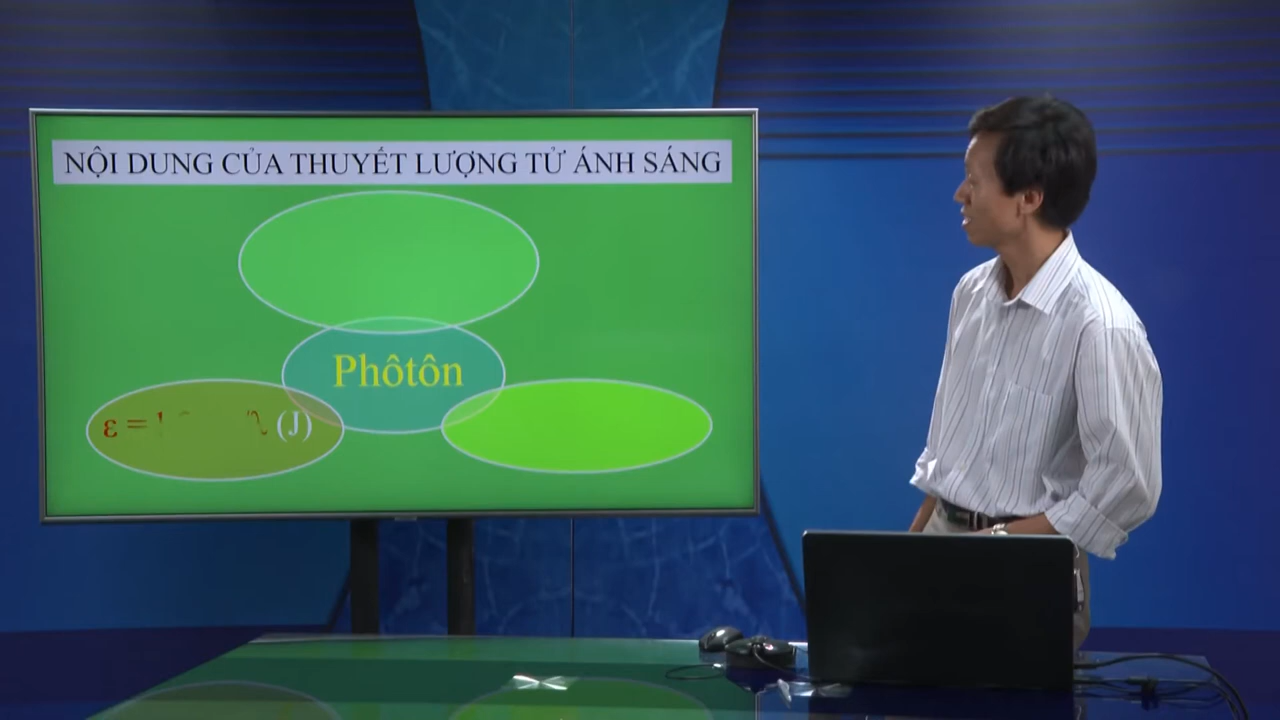 NỘI DUNG CỦA THUYẾT LƯỢNG TỬ ÁNH SÁNG
Phôtôn
ε = (J)